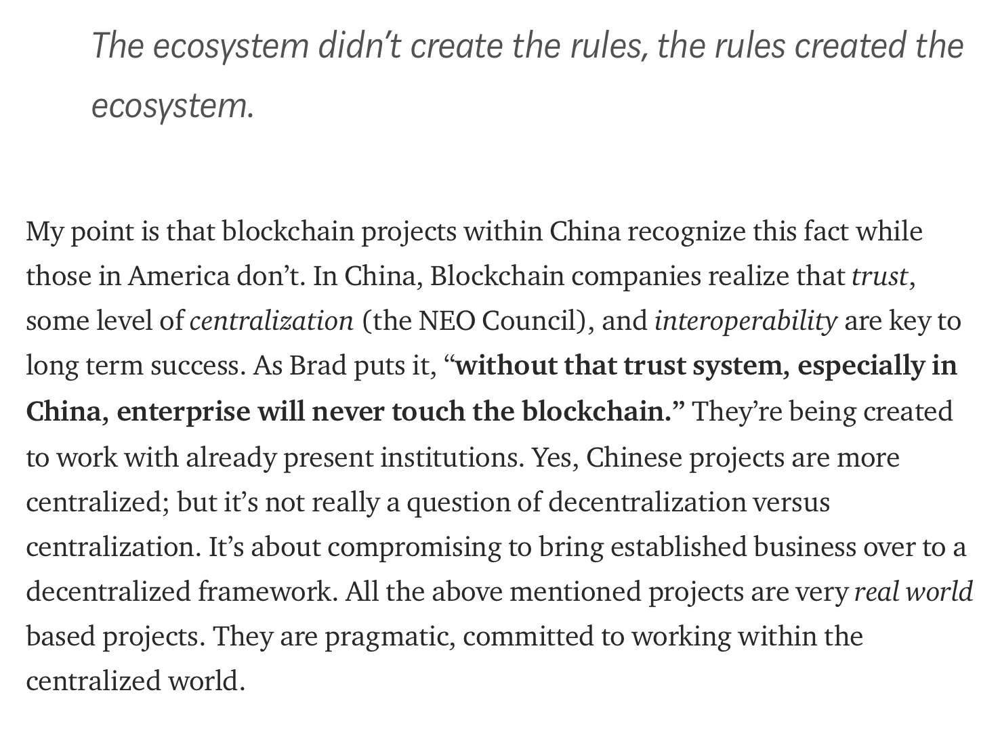 The ecosystem didn’t create the rules, the rules created the
ecosystem.
My point is that blockchain projects within China recognize this fact while
those in America don’t. In China, Blockchain companies realize that trust,
some level of centralization (the NEO Council), and interoperability are key to
long term success. As Brad puts it, “without that trust system, especially in
China, enterprise will never touch the blockchain.” They’re being created
to work with already present institutions. Yes, Chinese projects are more
centralized; but it’s not really a question of decentralization versus
centralization. It’s about compromising to bring established business over to a
decentralized framework. All the above mentioned projects are very real world
based projects. They are pragmatic, committed to working within the
centralized world.